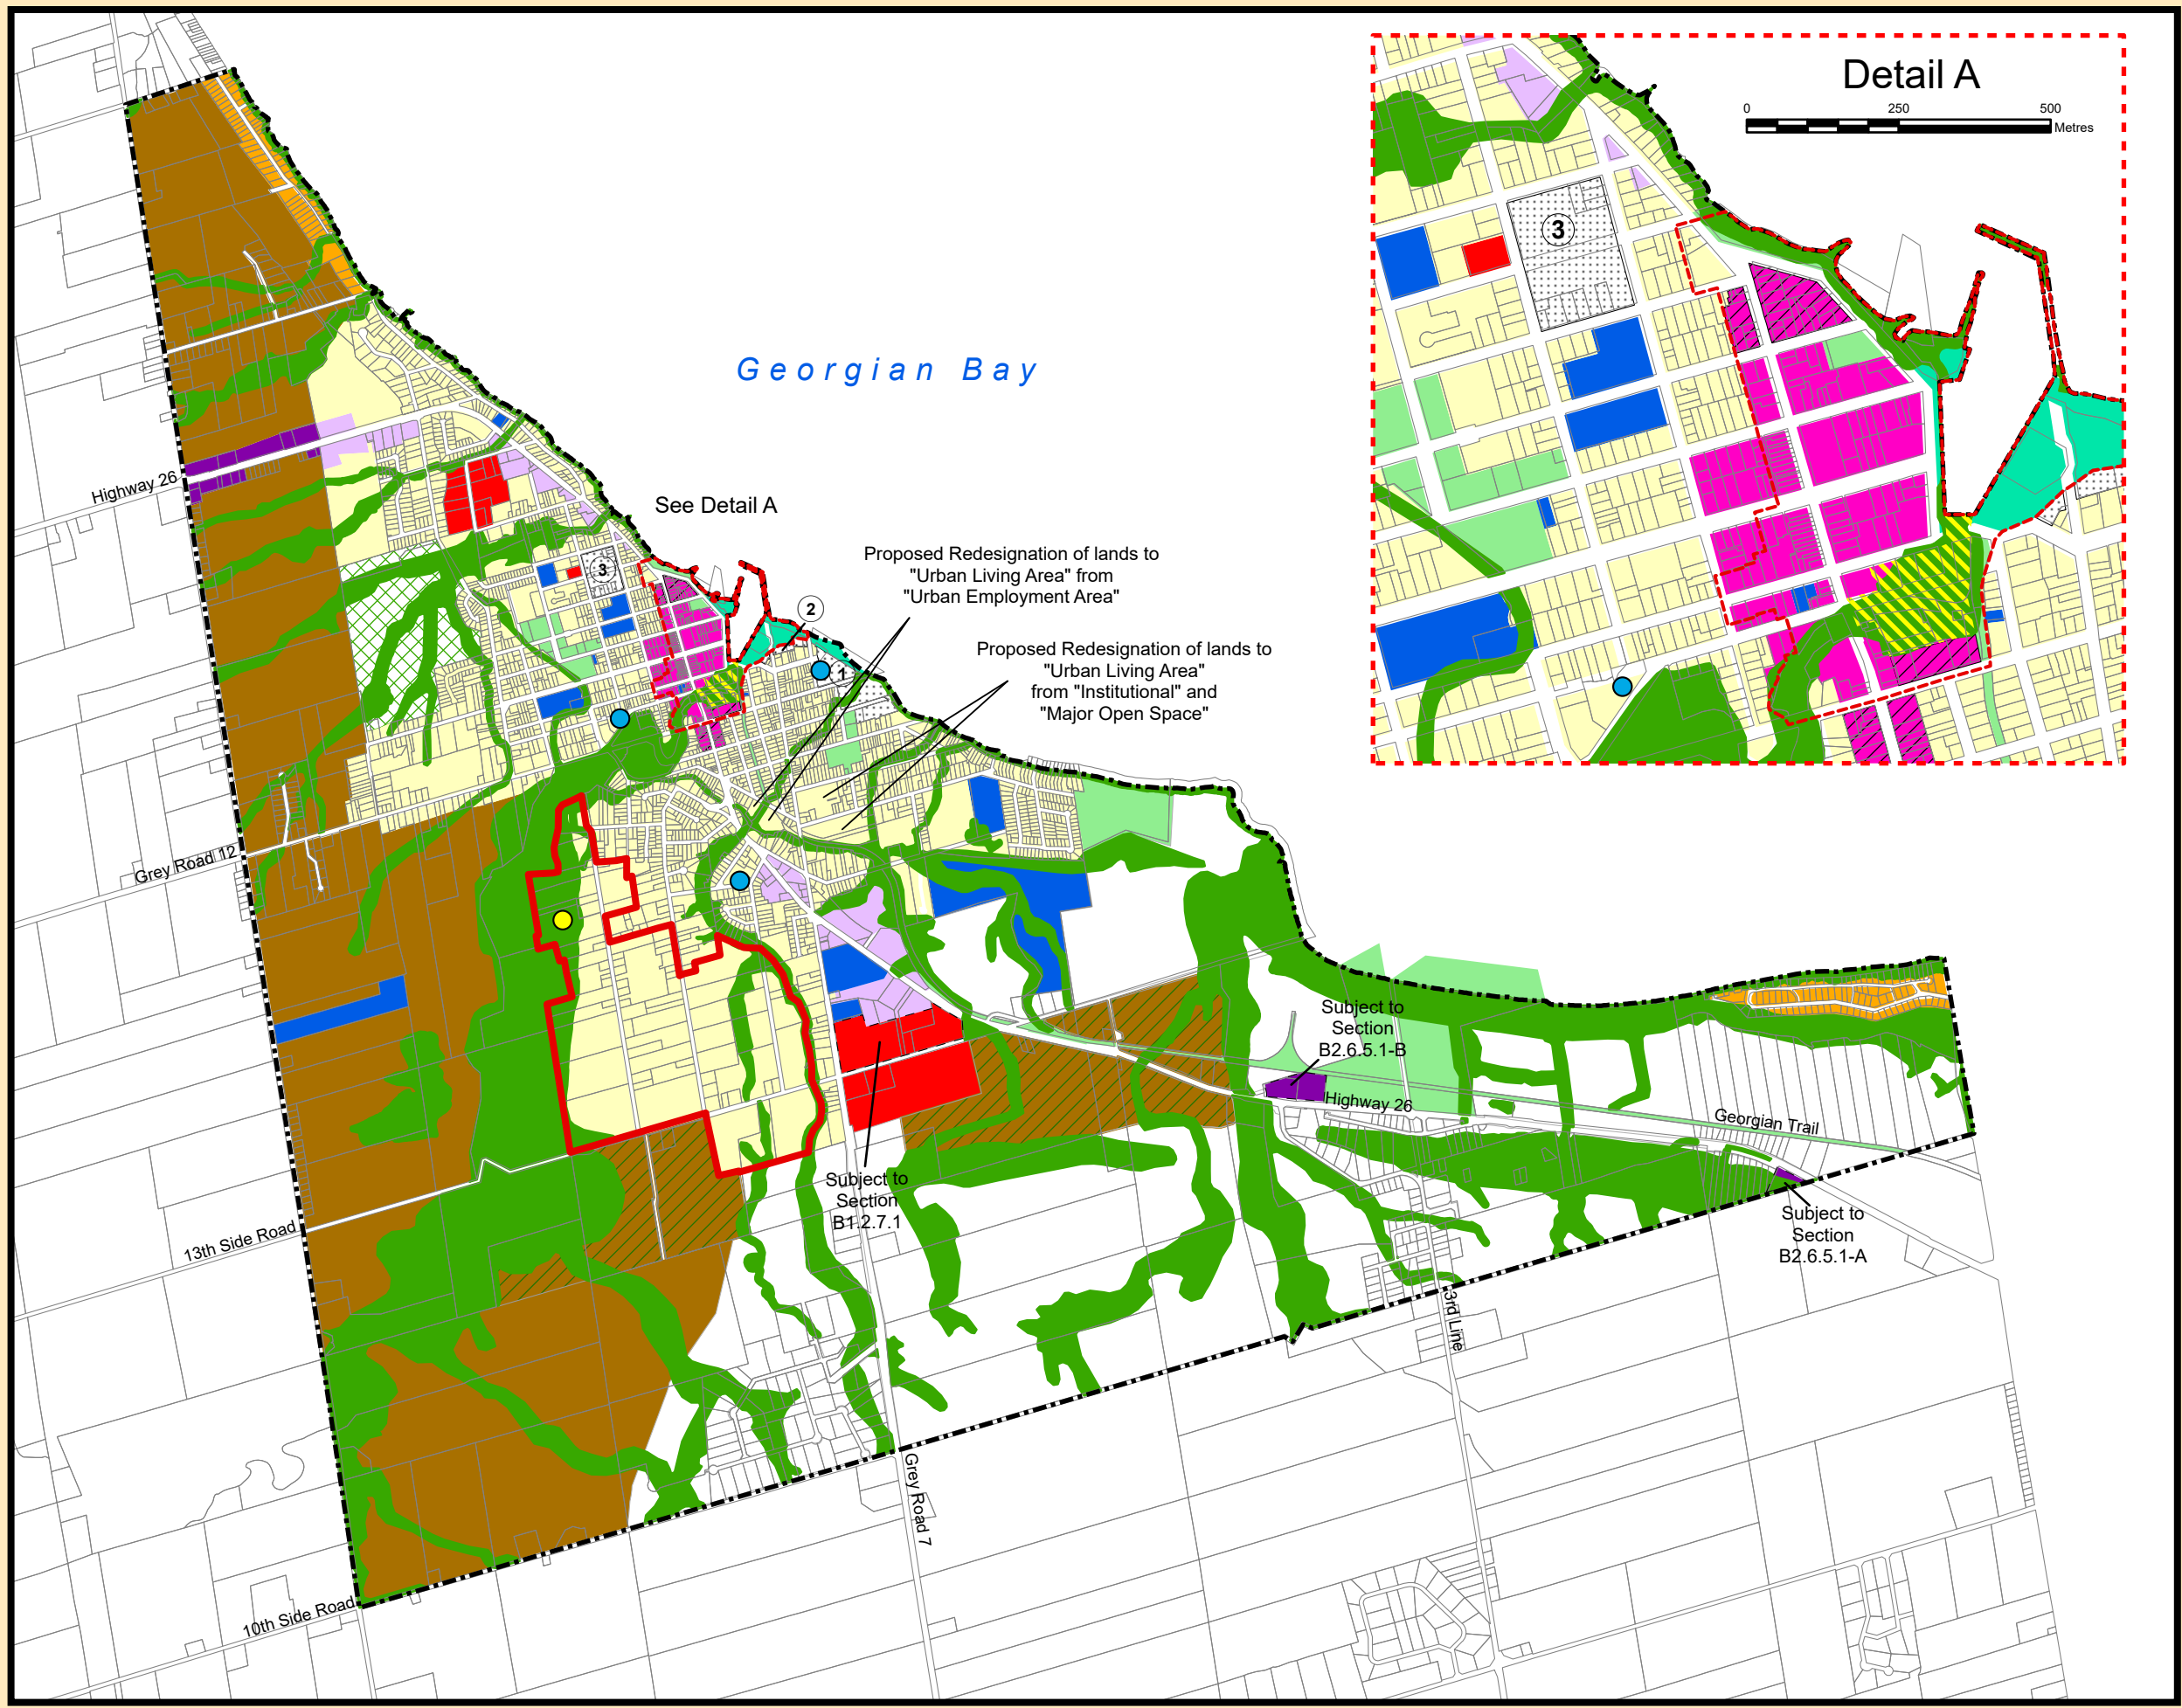 Detail A
0 250 500
Metres
3
Georgian Bay
Highway 26
See Detail A
Proposed Redesignation of lands to
"Urban Living Area" from
"Urban Employment Area"
3
2
Proposed Redesignation of lands to
"Urban Living Area"
from "Institutional" and
"Major Open Space"
1
Grey Road 12
Subject to
Section
B2.6.5.1-B
Highway 26
Georgian Trail
Subject to
Section
B1.2.7.1
Subject to
Section
B2.6.5.1-A
13th Side Road
3rd Line
Grey Road 7
10th Side Road